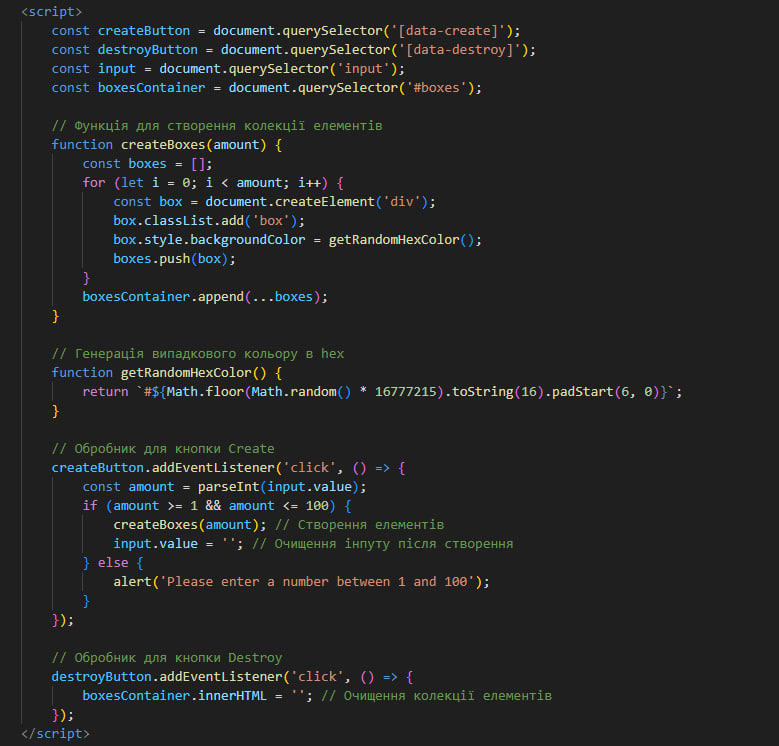 <script>
const createButton = document.querySelector('[data-create]');
const destroyButton = document.querySelector('[data-destroy]');
const input = document.querySelector('input');
const boxesContainer = document.querySelector('#boxes');
// Функція для створення колекції елементів
function createBoxes(amount) {
const boxes = [];
for (let i = 0; i < amount; i++) {
const box = document.createElement('div');
box.classList.add('box');
box.style.backgroundColor = getRandomHexColor();
boxes.push(box);
}
boxesContainer.append(...boxes);
}
// Генерація випадкового кольору в hex
function getRandomHexColor() {
return `#${Math.floor(Math.random() * 16777215).toString(16).padStart(6, 0)}`;
}
// Обробник для кнопки Create
createButton.addEventListener('click', () => {
const amount = parseInt(input.value);
if (amount >= 1 && amount <= 100) {
createBoxes(amount); // Створення елементів
input.value = ''; // Очищення інпуту після створення
} else {
alert('Please enter a number between 1 and 100');
}
});
// Обробник для кнопки Destroy
destroyButton.addEventListener('click', () => {
boxesContainer.innerHTML = ''; // Очищення колекції елементів
});
</script>